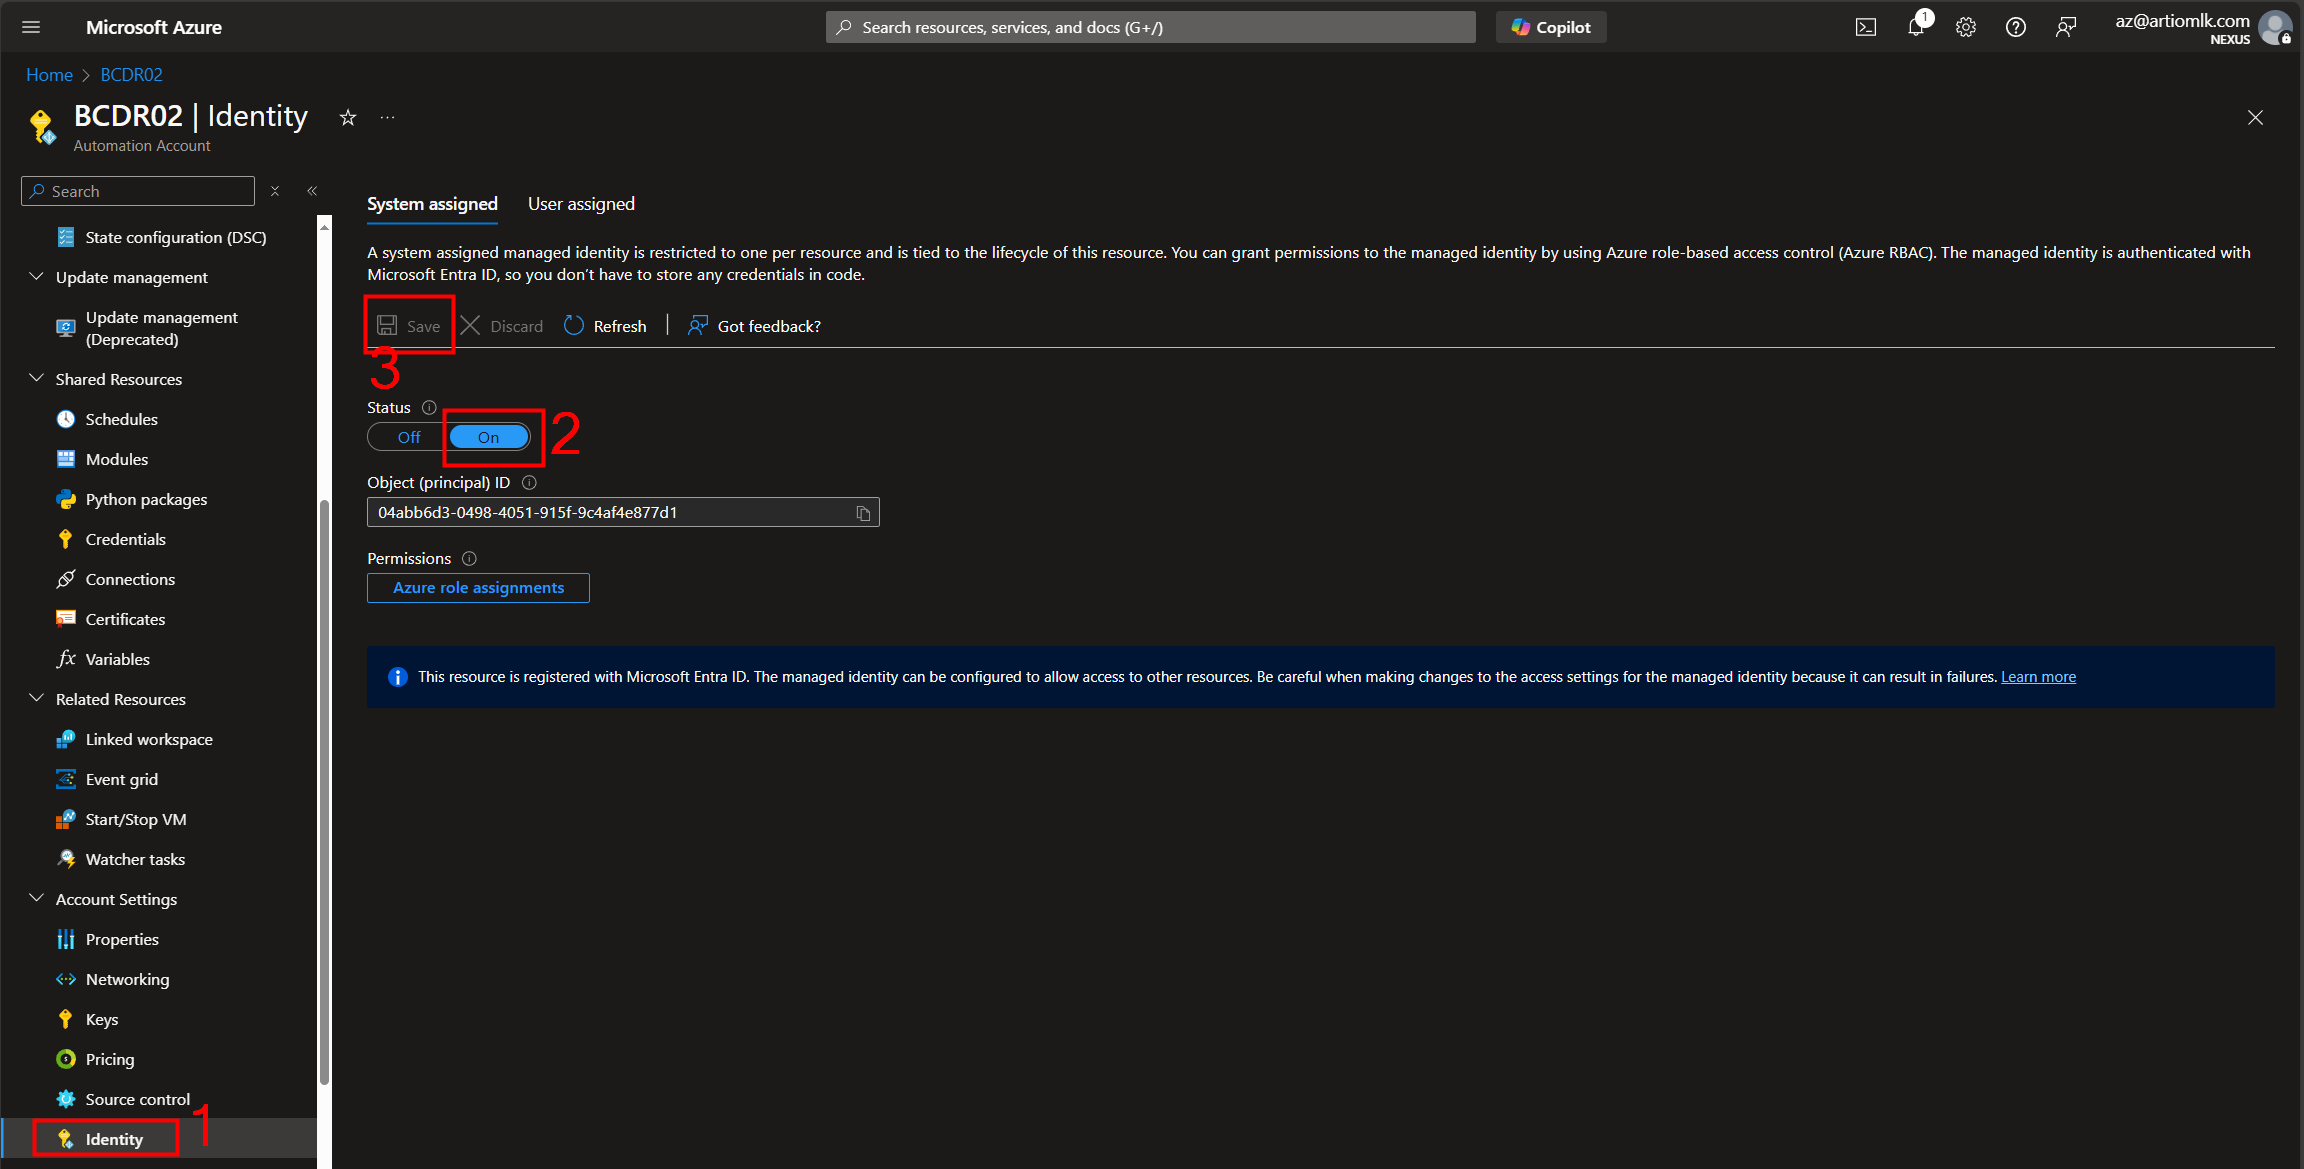 Microsoft Azure
Search resources, services, and docs (G+/)
Copilot
1
az@artiomlk.com
NEXUS
Home > BCDR02
BCDR02 | Identity
Automation Account
Search
State configuration (DSC)
Update management
Update management
(Deprecated)
Shared Resources
Schedules
Modules
Python packages
Credentials
Connections
Certificates
fx Variables
Related Resources
Linked workspace
Event grid
Start/Stop VM
Watcher tasks
Account Settings
Properties
Networking
Keys
Pricing
Source control
Identity
1
System assigned
User assigned
A system assigned managed identity is restricted to one per resource and is tied to the lifecycle of this resource. You can grant permissions to the managed identity by using Azure role-based access control (Azure RBAC). The managed identity is authenticated with
Microsoft Entra ID, so you don’t have to store any credentials in code.
Save
Discard
Refresh
Got feedback?
3
Status
Off
On
2
Object (principal) ID
04abb6d3-0498-4051-915f-9c4af4e877d1
Permissions
Azure role assignments
This resource is registered with Microsoft Entra ID. The managed identity can be configured to allow access to other resources. Be careful when making changes to the access settings for the managed identity because it can result in failures. Learn more